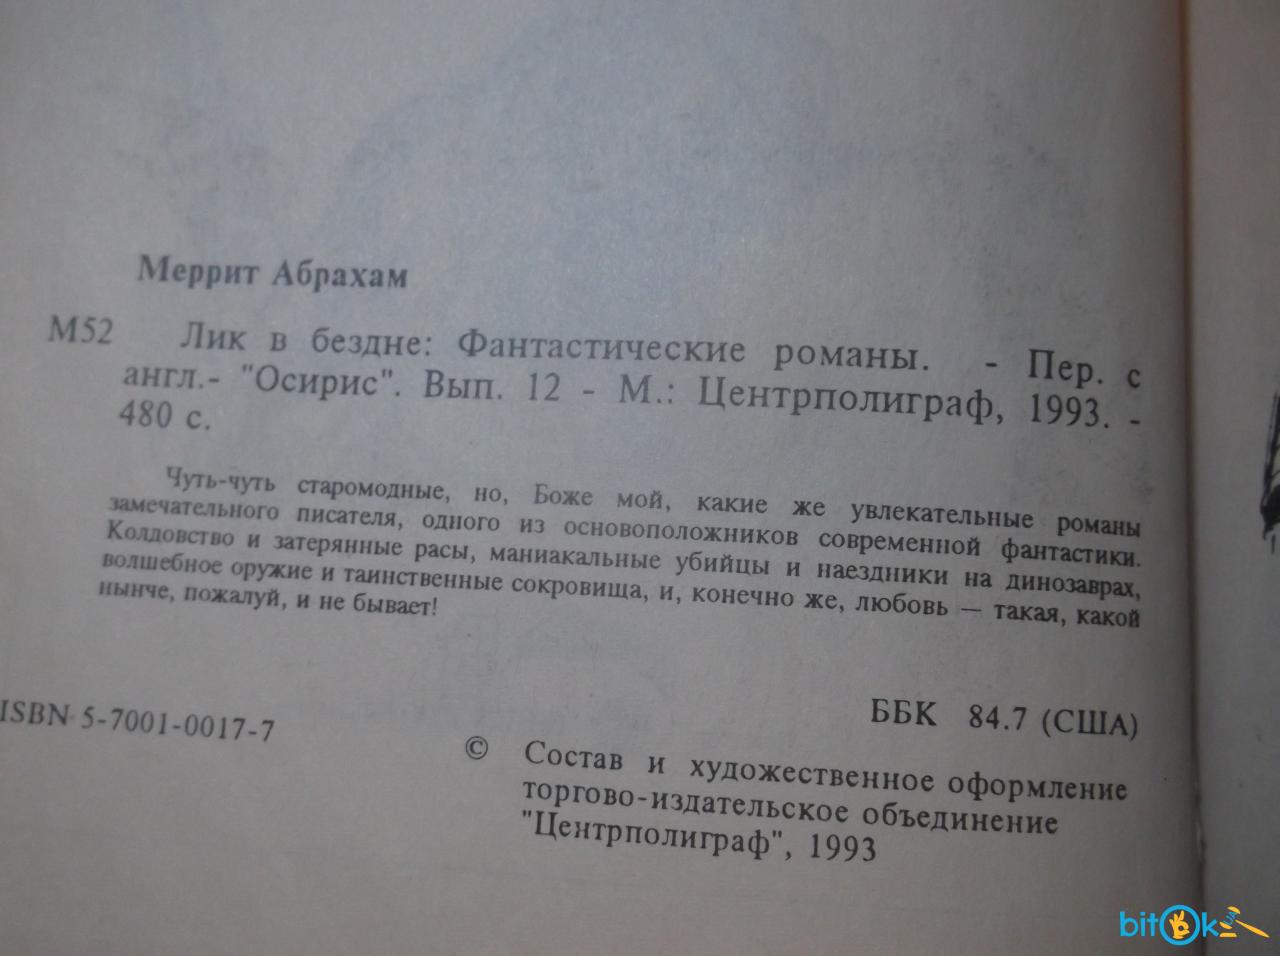 Меррит Абрахам
М52 Лик в бездне: Фантастические романы. - Пер. с
англ.- "Осирис". Вып. 12 - М.: Центрполиграф, 1993. -
480 с.
Чуть-чуть старомодные, но, Боже мой, какие же увлекательные романы
замечательного писателя, одного из основоположников современной фантастики.
Колдовство и затерянные расы, маниакальные убийцы и наездники на динозаврах,
волшебное оружие и таинственные сокровища, и, конечно же, любовь — такая, какой
нынче, пожалуй, и не бывает!
ББК 84.7 (США)
ISBN 5-7001-0017-7
© Состав и художественное оформление
торгово-издательское объединение
"Центрполиграф", 1993
bitok